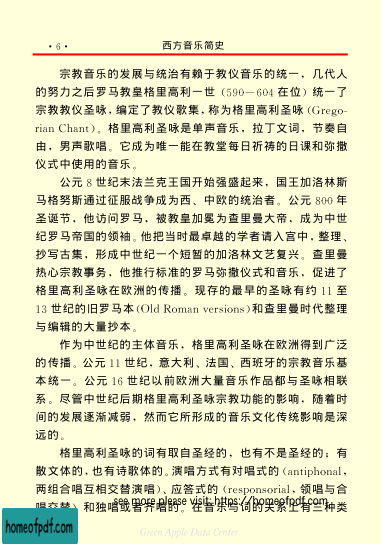 ·6· 西方音乐简史
宗教音乐的发展与统治有赖于教仪音乐的统一，几代人
的努力之后罗马教皇格里高利一世（590－604 在位）统一了
宗教教仪圣咏，编定了教仪歌集，称为格里高利圣咏（Grego-
rian Chant）。格里高利圣咏是单声音乐，拉丁文词，节奏自
由，男声歌唱。它成为唯一能在教堂每日祈祷的日课和弥撒
仪式中使用的音乐。
公元 8 世纪末法兰克王国开始强盛起来，国王加洛林斯
马格努斯通过征服战争成为西、中欧的统治者。公元 800 年
圣诞节，他访问罗马，被教皇加冕为查里曼大帝，成为中世
纪罗马帝国的领袖。他把当时最卓越的学者请入宫中，整理、
抄写古集，形成中世纪一个短暂的加洛林文艺复兴。查里曼
热心宗教事务，他推行标准的罗马弥撒仪式和音乐，促进了
格里高利圣咏在欧洲的传播。现存的最早的圣咏有约 11 至
13 世纪的旧罗马本（Old Roman versions）和查里曼时代整理
与编辑的大量抄本。
作为中世纪的主体音乐，格里高利圣咏在欧洲得到广泛
的传播。公元 11 世纪，意大利、法国、西班牙的宗教音乐基
本统一。公元 16 世纪以前欧洲大量音乐作品都与圣咏相联
系。尽管中世纪后期格里高利圣咏宗教功能的影响，随着时
间的发展逐渐减弱，然而它所形成的音乐文化传统影响是深
远的。
格里高利圣咏的词有取自圣经的，也有不是圣经的；有
散文体的，也有诗歌体的。演唱方式有对唱式的（antiphonal，
两组合唱互相交替演唱）、应答式的（responsorial，领唱与合
唱交替）和独唱或者齐唱的。在音乐与词的关系上有三种类
see more please visit: https://homeofpdf.com
homeofpdf.com
Green Apple Data Center